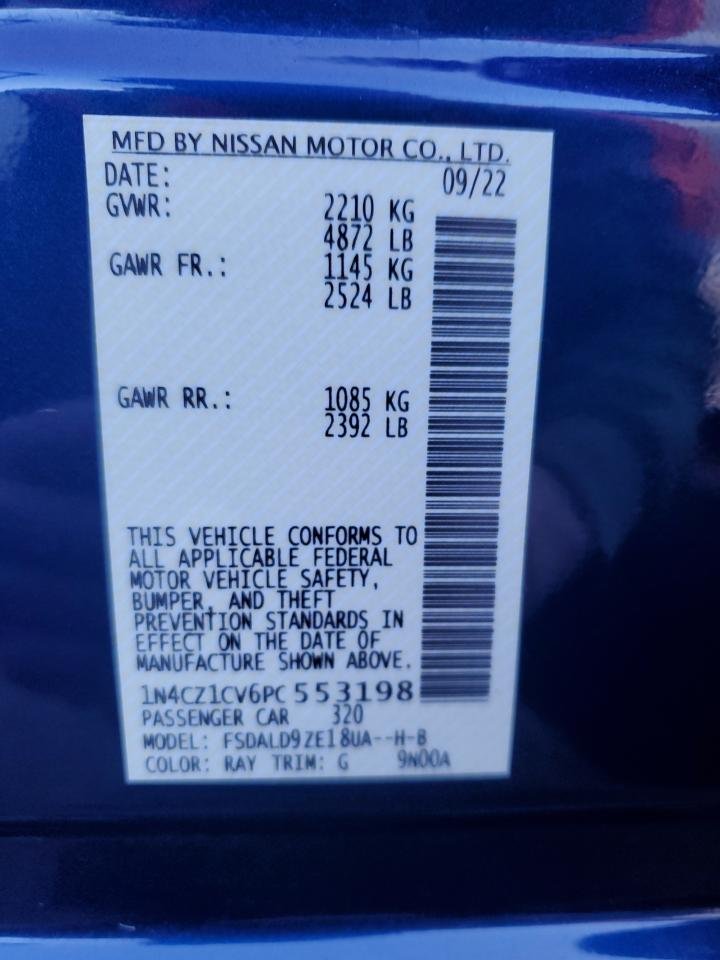 MFD BY NISSAN MOTOR CO., LTD.
DATE: 09/22
GVWR: 2210 KG
4872 LB
GAWR FR.: 1145 KG
2524 LB
GAWR RR.: 1085 KG
2392 LB
THIS VEHICLE CONFORMS TO
ALL APPLICABLE FEDERAL
MOTOR VEHICLE SAFETY,
BUMPER, AND THEFT
PREVENTION STANDARDS IN
EFFECT ON THE DATE OF
MANUFACTURE SHOWN ABOVE.
1N4CZ1CV6PC553198
PASSENGER CAR 320
MODEL: FSDALD9ZE18UA--H-B
COLOR: RAY TRIM: G 9N00A